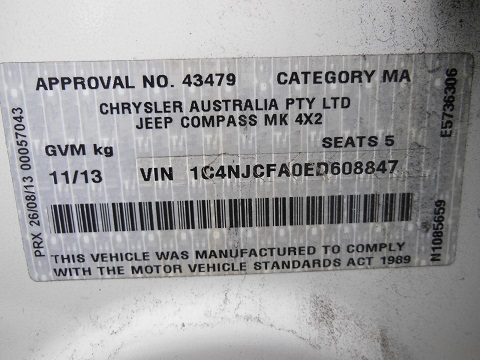 APPROVAL NO. 43479 CATEGORY MA
CHRYSLER AUSTRALIA PTY LTD
JEEP COMPASS MK 4X2
GVM kg SEATS 5
11/13 VIN 1C4NJCFA0ED608847
THIS VEHICLE WAS MANUFACTURED TO COMPLY
WITH THE MOTOR VEHICLE STANDARDS ACT 1989
PRX 26/08/13 00057043
E5736306
N1085659